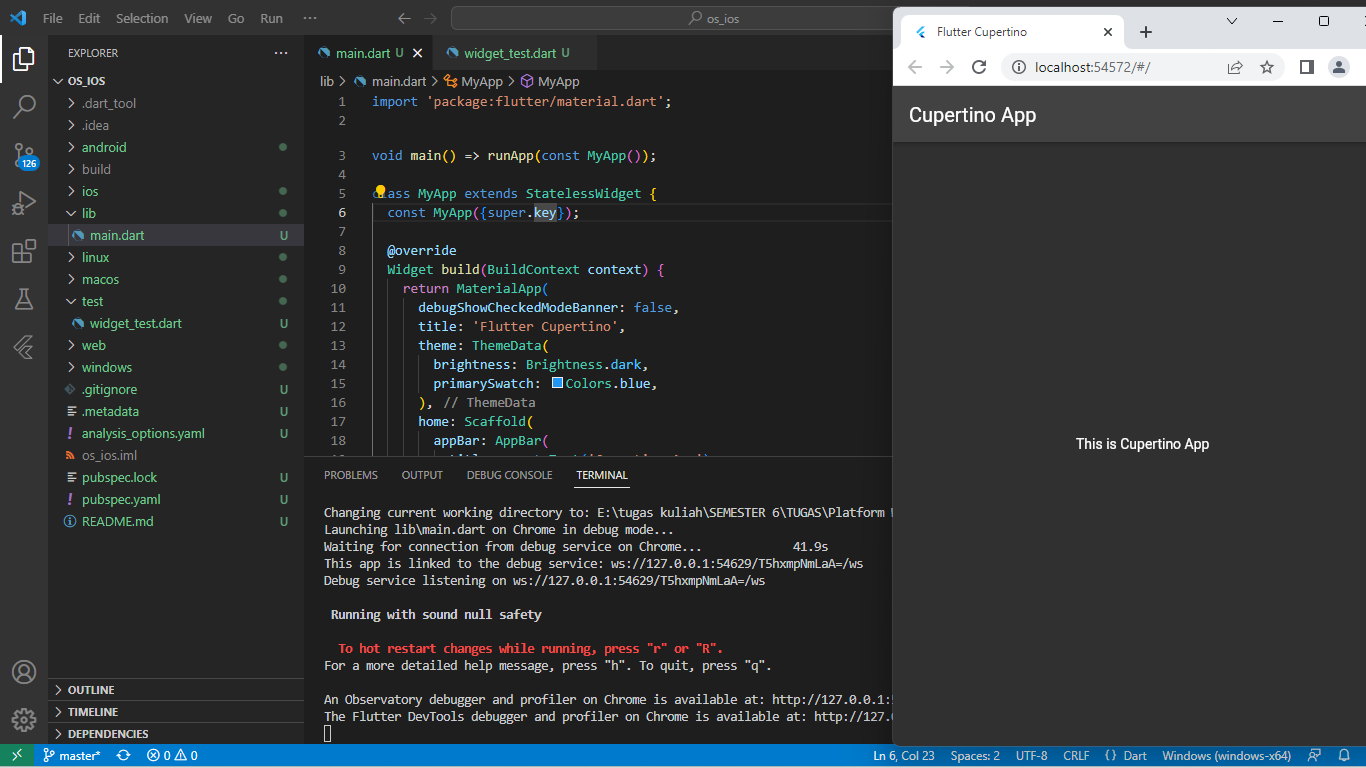 File Edit Selection View Go Run ···
os_ios
EXPLORER
OS_IOS
.dart_tool
.idea
android
build
ios
lib
main.dart U
linux
macos
test
widget_test.dart U
web
windows
.gitignore U
.metadata U
analysis_options.yaml U
os_ios.iml
pubspec.lock U
pubspec.yaml U
README.md U
OUTLINE
TIMELINE
DEPENDENCIES
126
main.dart U
widget_test.dart U
lib > main.dart > MyApp > MyApp
1 import 'package:flutter/material.dart';
2
3 void main() => runApp(const MyApp());
4
5 class MyApp extends StatelessWidget {
6 const MyApp({super.key});
7
8 @override
9 Widget build(BuildContext context) {
10 return MaterialApp(
11 debugShowCheckedModeBanner: false,
12 title: 'Flutter Cupertino',
13 theme: ThemeData(
14 brightness: Brightness.dark,
15 primarySwatch: Colors.blue,
16 ), // ThemeData
17 home: Scaffold(
18 appBar: AppBar(
PROBLEMS OUTPUT DEBUG CONSOLE TERMINAL
Changing current working directory to: E:\tugas kuliah\SEMESTER 6\TUGAS\Platform
Launching lib\main.dart on Chrome in debug mode...
Waiting for connection from debug service on Chrome... 41.9s
This app is linked to the debug service: ws://127.0.0.1:54629/T5hxmpNmLaA=/ws
Debug service listening on ws://127.0.0.1:54629/T5hxmpNmLaA=/ws
Running with sound null safety
To hot restart changes while running, press "r" or "R".
For a more detailed help message, press "h". To quit, press "q".
An Observatory debugger and profiler on Chrome is available at: http://127.0.0.1:
The Flutter DevTools debugger and profiler on Chrome is available at: http://127.
master* 0 0
Ln 6, Col 23 Spaces: 2 UTF-8 CRLF {} Dart Windows (windows-x64)
Flutter Cupertino
localhost:54572/#/
Cupertino App
This is Cupertino App